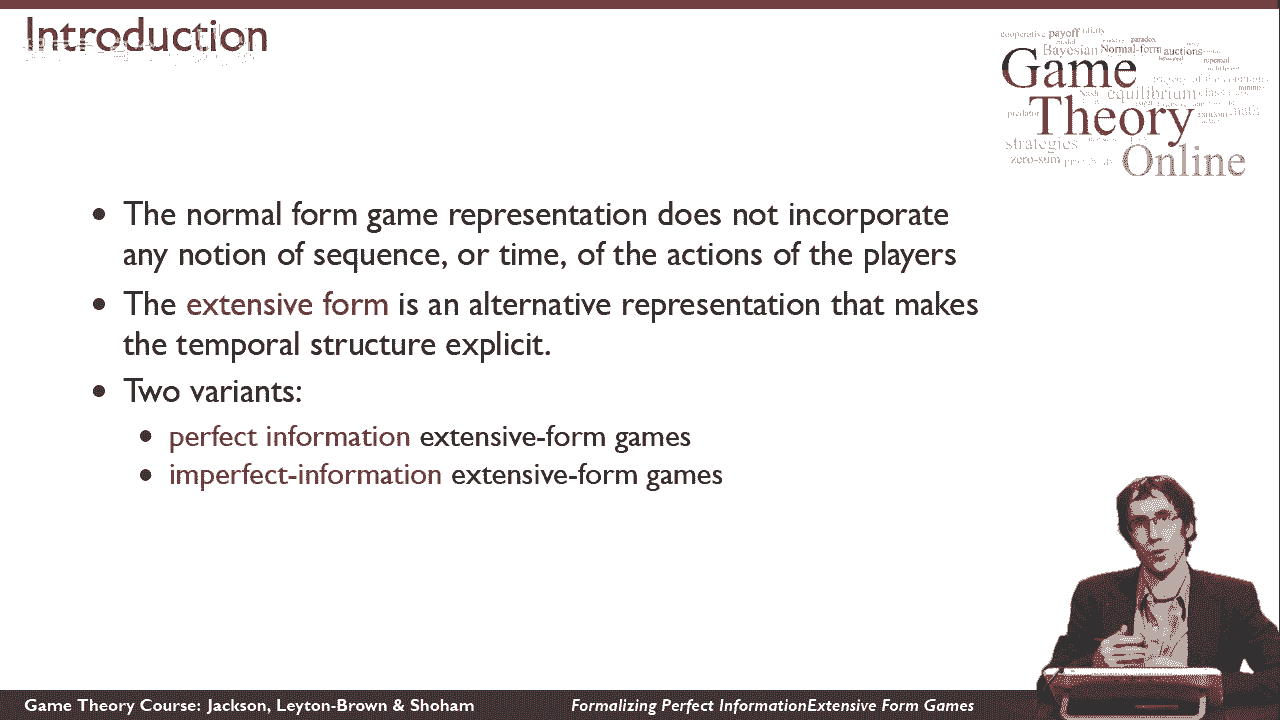 Introduction
cooperative payoff
Bayesian Normal-form auctions
Game
equilibrium
predator Theory
strategies
zero-sum Online
• The normal form game representation does not incorporate
any notion of sequence, or time, of the actions of the players
• The extensive form is an alternative representation that makes
the temporal structure explicit.
• Two variants:
• perfect information extensive-form games
• imperfect-information extensive-form games
Game Theory Course: Jackson, Leyton-Brown & Shoham Formalizing Perfect InformationExtensive Form Games